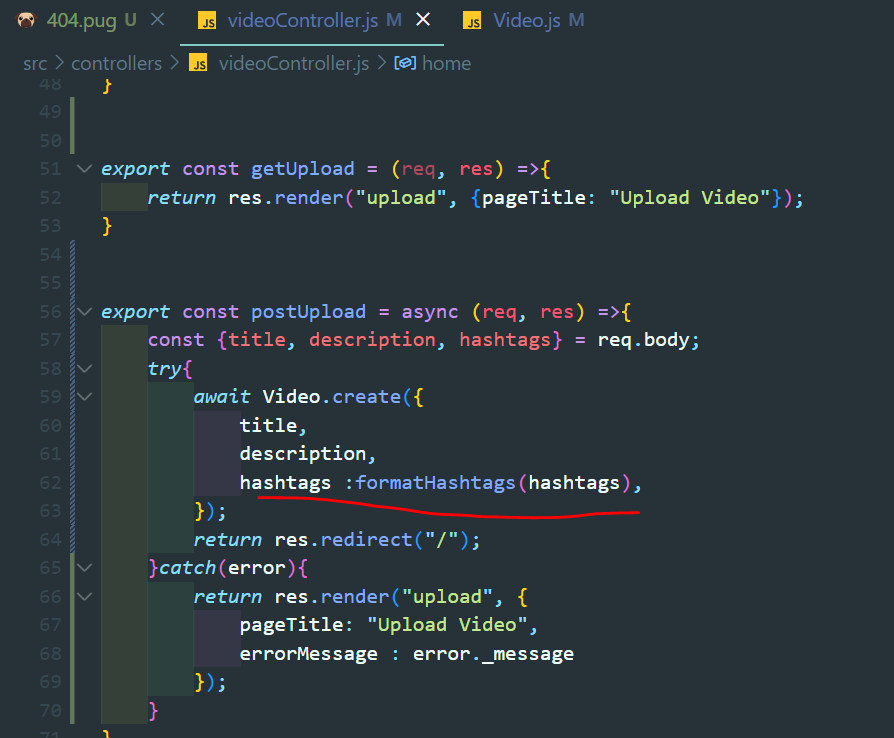 404.pug U
JS videoController.js M
JS Video.js M
src > controllers > JS videoController.js > home
48 }
49
50
51 export const getUpload = (req, res) =>{
52 return res.render("upload", {pageTitle: "Upload Video"});
53 }
54
55
56 export const postUpload = async (req, res) =>{
57 const {title, description, hashtags} = req.body;
58 try{
59 await Video.create({
60 title,
61 description,
62 hashtags :formatHashtags(hashtags),
63 });
64 return res.redirect("/");
65 }catch(error){
66 return res.render("upload", {
67 pageTitle: "Upload Video",
68 errorMessage : error._message
69 });
70 }
71 }